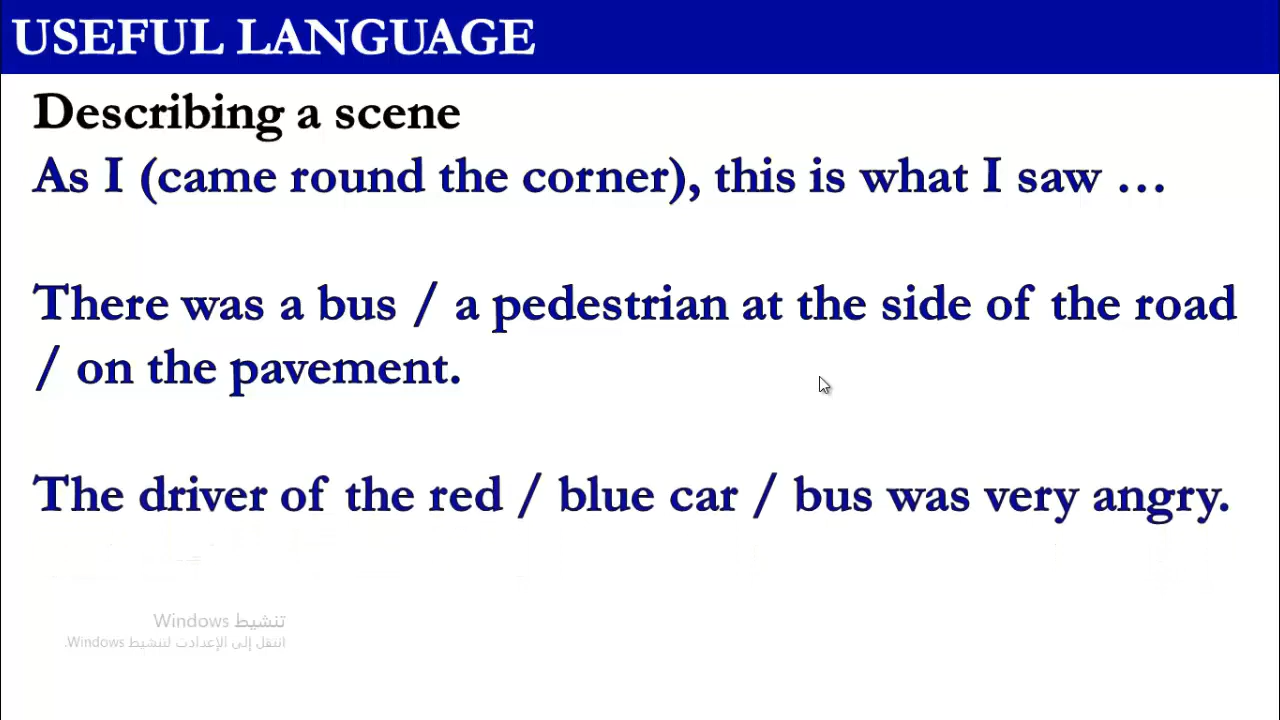 USEFUL LANGUAGE
Describing a scene
As I (came round the corner), this is what I saw …
There was a bus / a pedestrian at the side of the road
/ on the pavement.
The driver of the red / blue car / bus was very angry.
تنشيط Windows
انتقل إلى الإعدادت لتنشيط Windows.